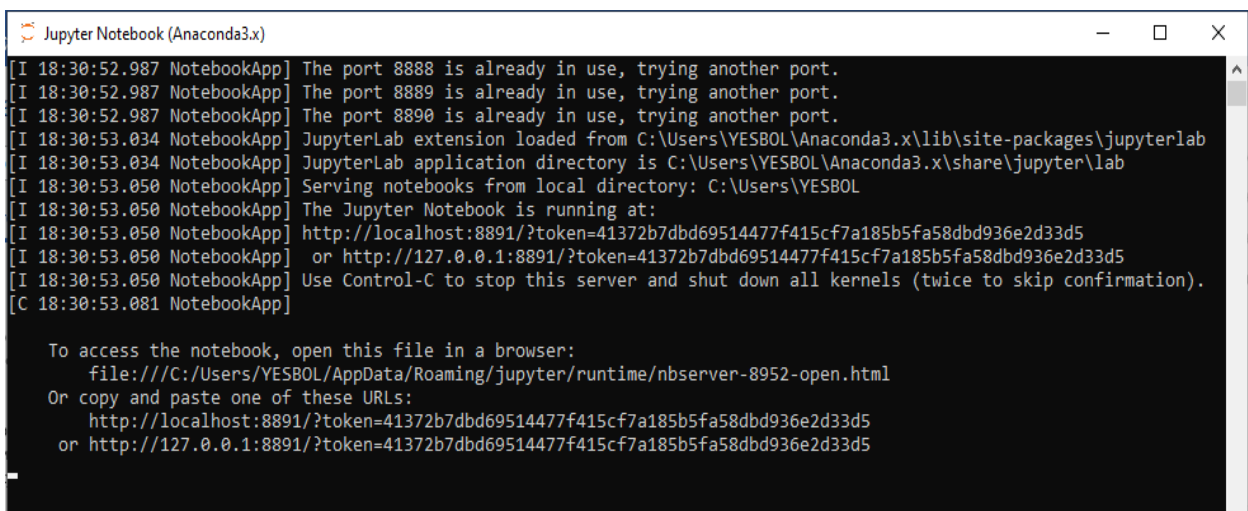 Jupyter Notebook (Anaconda3.x)
[I 18:30:52.987 NotebookApp] The port 8888 is already in use, trying another port.
[I 18:30:52.987 NotebookApp] The port 8889 is already in use, trying another port.
[I 18:30:52.987 NotebookApp] The port 8890 is already in use, trying another port.
[I 18:30:53.034 NotebookApp] JupyterLab extension loaded from C:\Users\YESBOL\Anaconda3.x\lib\site-packages\jupyterlab
[I 18:30:53.034 NotebookApp] JupyterLab application directory is C:\Users\YESBOL\Anaconda3.x\share\jupyter\lab
[I 18:30:53.050 NotebookApp] Serving notebooks from local directory: C:\Users\YESBOL
[I 18:30:53.050 NotebookApp] The Jupyter Notebook is running at:
[I 18:30:53.050 NotebookApp] http://localhost:8891/?token=41372b7dbd69514477f415cf7a185b5fa58dbd936e2d33d5
[I 18:30:53.050 NotebookApp]  or http://127.0.0.1:8891/?token=41372b7dbd69514477f415cf7a185b5fa58dbd936e2d33d5
[I 18:30:53.050 NotebookApp] Use Control-C to stop this server and shut down all kernels (twice to skip confirmation).
[C 18:30:53.081 NotebookApp]
To access the notebook, open this file in a browser:
file:///C:/Users/YESBOL/AppData/Roaming/jupyter/runtime/nbserver-8952-open.html
Or copy and paste one of these URLs:
http://localhost:8891/?token=41372b7dbd69514477f415cf7a185b5fa58dbd936e2d33d5
or http://127.0.0.1:8891/?token=41372b7dbd69514477f415cf7a185b5fa58dbd936e2d33d5